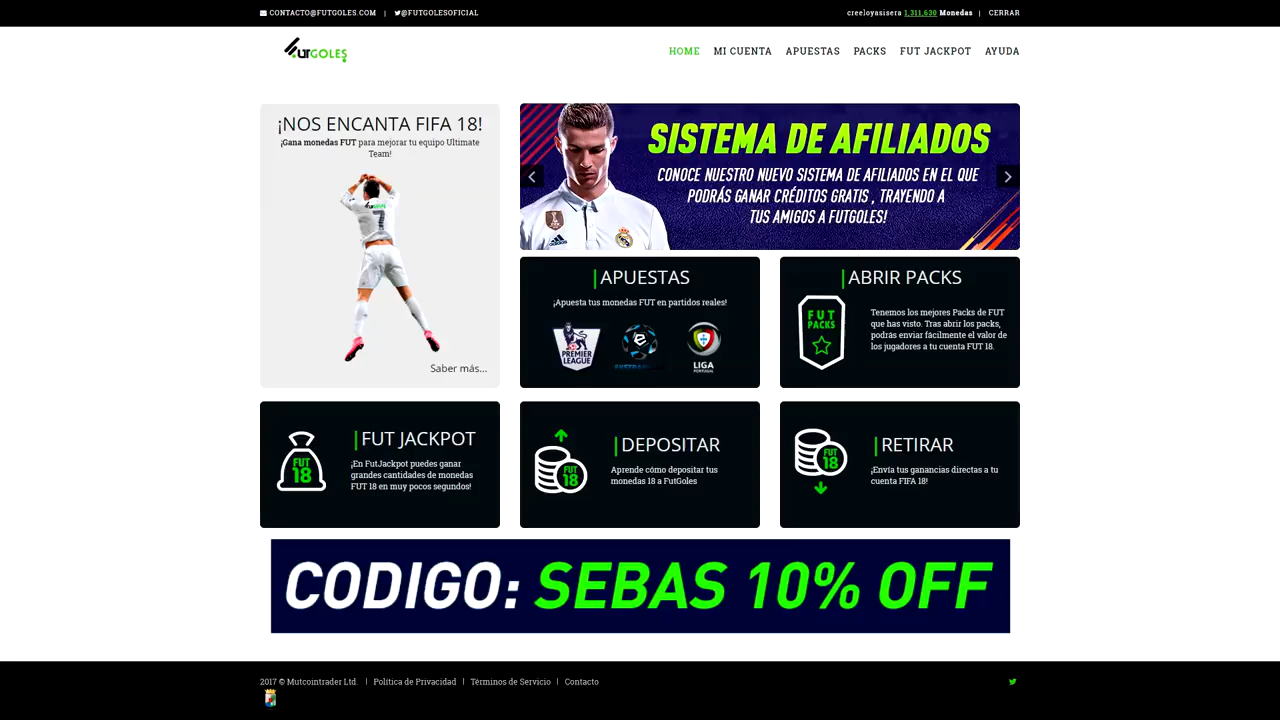 CONTACTO@FUTGOLES.COM | @FUTGOLESOFICIAL
creeloyasisera 1,311,630 Monedas | CERRAR
FUTGOLES
HOME MI CUENTA APUESTAS PACKS FUT JACKPOT AYUDA
¡NOS ENCANTA FIFA 18!
¡Gana monedas FUT para mejorar tu equipo Ultimate
Team!
7
Saber más...
SISTEMA DE AFILIADOS
CONOCE NUESTRO NUEVO SISTEMA DE AFILIADOS EN EL QUE
PODRÁS GANAR CRÉDITOS GRATIS , TRAYENDO A
TUS AMIGOS A FUTGOLES!
|APUESTAS
¡Apuesta tus monedas FUT en partidos reales!
PREMIER
LEAGUE
LIGA
PORTUGAL
|ABRIR PACKS
FUT
PACKS
Tenemos los mejores Packs de FUT
que has visto. Tras abrir los packs,
podrás enviar fácilmente el valor de
los jugadores a tu cuenta FUT 18.
FUT
18
|FUT JACKPOT
¡En FutJackpot puedes ganar
grandes cantidades de monedas
FUT 18 en muy pocos segundos!
FUT
18
|DEPOSITAR
Aprende cómo depositar tus
monedas 18 a FutGoles
FUT
18
|RETIRAR
¡Envía tus ganancias directas a tu
cuenta FIFA 18!
CODIGO: SEBAS 10% OFF
2017 © Mutcointrader Ltd. | Política de Privacidad | Términos de Servicio | Contacto